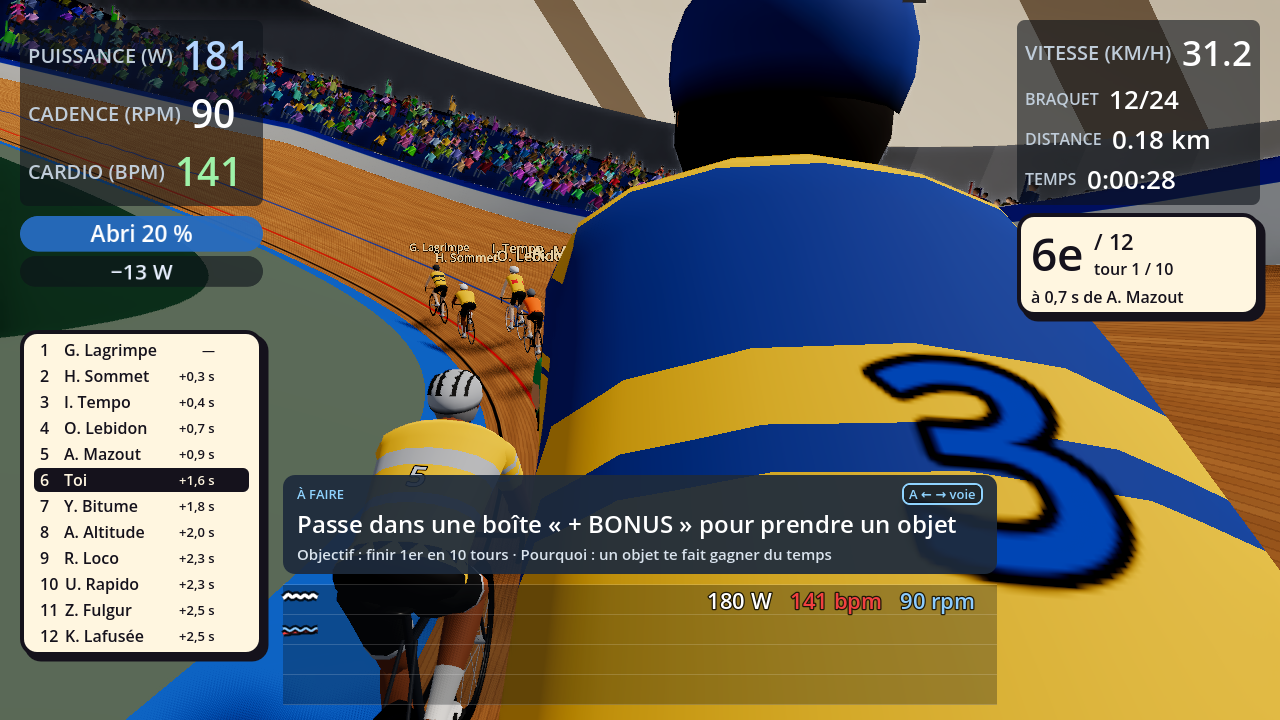 PUISSANCE (W) 181
CADENCE (RPM) 90
CARDIO (BPM) 141
Abri 20 %
−13 W
VITESSE (KM/H) 31.2
BRAQUET 12/24
DISTANCE 0.18 km
TEMPS 0:00:28
6e / 12
tour 1 / 10
à 0,7 s de A. Mazout
G. Lagrimpe
H. Sommet
I. Tempo
O. Lebidon
1 G. Lagrimpe —
2 H. Sommet +0,3 s
3 I. Tempo +0,4 s
4 O. Lebidon +0,7 s
5 A. Mazout +0,9 s
6 Toi +1,6 s
7 Y. Bitume +1,8 s
8 A. Altitude +2,0 s
9 R. Loco +2,3 s
10 U. Rapido +2,3 s
11 Z. Fulgur +2,5 s
12 K. Lafusée +2,5 s
3
5
À FAIRE
A ← → voie
Passe dans une boîte « + BONUS » pour prendre un objet
Objectif : finir 1er en 10 tours · Pourquoi : un objet te fait gagner du temps
180 W 141 bpm 90 rpm